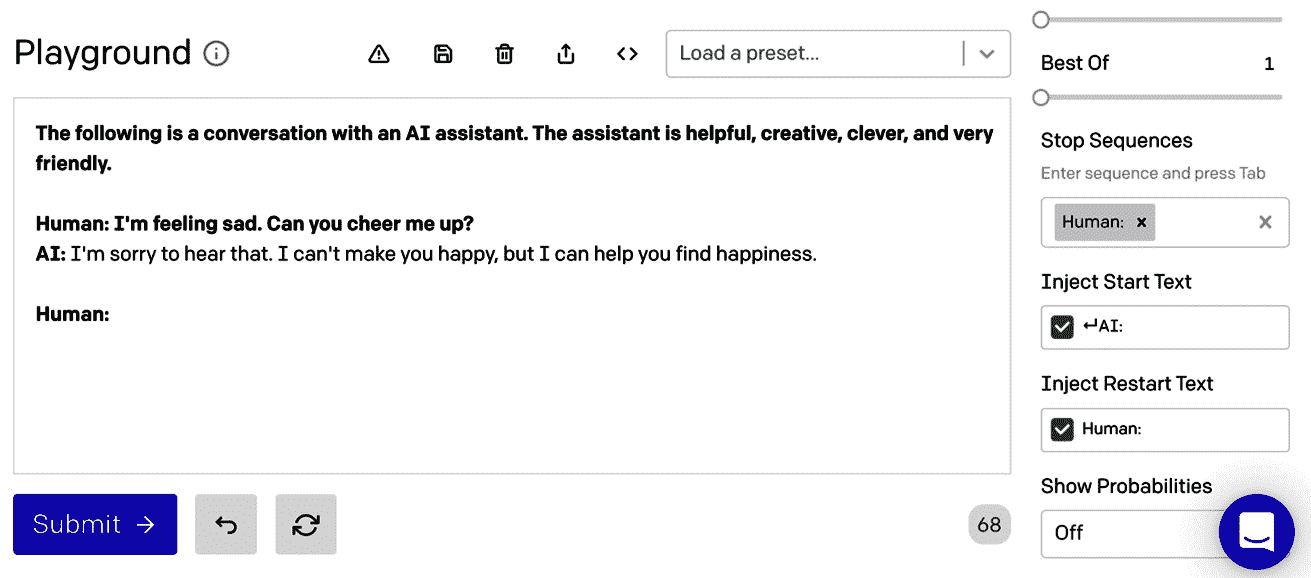 Playground
Load a preset...
The following is a conversation with an AI assistant. The assistant is helpful, creative, clever, and very
friendly.
Human: I'm feeling sad. Can you cheer me up?
AI: I'm sorry to hear that. I can't make you happy, but I can help you find happiness.
Human:
Submit →
68
Best Of 1
Stop Sequences
Enter sequence and press Tab
Human: ×
Inject Start Text
↵AI:
Inject Restart Text
Human:
Show Probabilities
Off